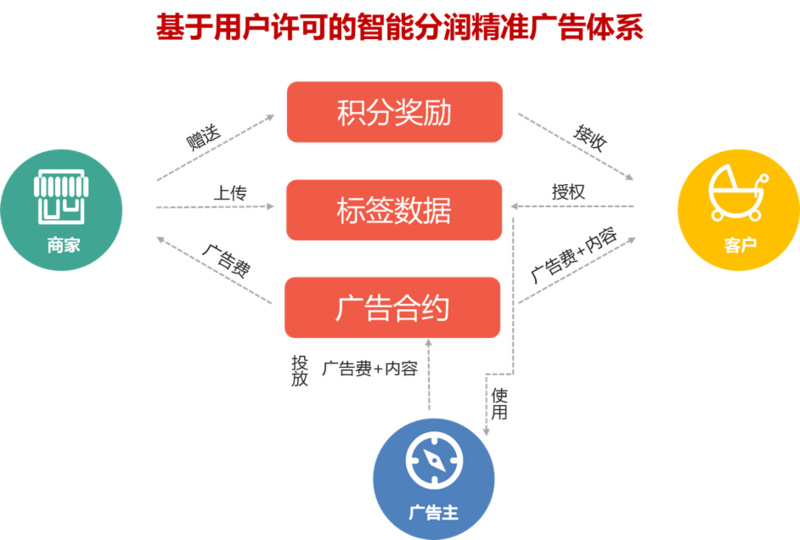 基于用户许可的智能分润精准广告体系
积分奖励
赠送
接收
上传
标签数据
授权
商家
客户
广告费
广告费+内容
广告合约
投放
广告费+内容
使用
广告主